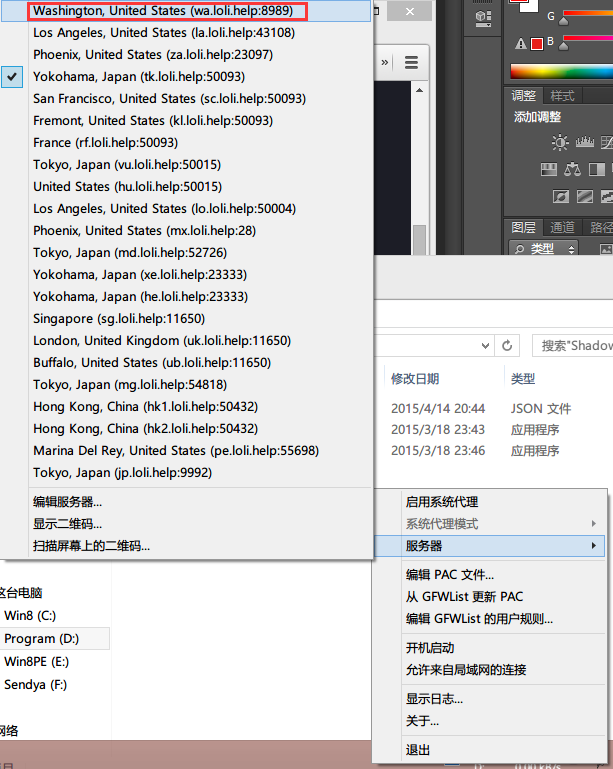 Washington, United States (wa.loli.help:8989)
Los Angeles, United States (la.loli.help:43108)
Phoenix, United States (za.loli.help:23097)
Yokohama, Japan (tk.loli.help:50093)
San Francisco, United States (sc.loli.help:50093)
Fremont, United States (kl.loli.help:50093)
France (rf.loli.help:50093)
Tokyo, Japan (vu.loli.help:50015)
United States (hu.loli.help:50015)
Los Angeles, United States (lo.loli.help:50004)
Phoenix, United States (mx.loli.help:28)
Tokyo, Japan (md.loli.help:52726)
Yokohama, Japan (xe.loli.help:23333)
Yokohama, Japan (he.loli.help:23333)
Singapore (sg.loli.help:11650)
London, United Kingdom (uk.loli.help:11650)
Buffalo, United States (ub.loli.help:11650)
Tokyo, Japan (mg.loli.help:54818)
Hong Kong, China (hk1.loli.help:50432)
Hong Kong, China (hk2.loli.help:50432)
Marina Del Rey, United States (pe.loli.help:55698)
Tokyo, Japan (jp.loli.help:9992)
编辑服务器...
显示二维码...
扫描屏幕上的二维码...
G
B
调整 样式
添加调整
图层 通道 路径
类型
搜索"Shadow
修改日期 类型
2015/4/14 20:44 JSON 文件
2015/3/18 23:43 应用程序
2015/3/18 23:46 应用程序
启用系统代理
系统代理模式
服务器
编辑 PAC 文件...
从 GFWList 更新 PAC
编辑 GFWList 的用户规则...
开机启动
允许来自局域网的连接
显示日志...
关于...
退出
这台电脑
Win8 (C:)
Program (D:)
Win8PE (E:)
Sendya (F:)
网络